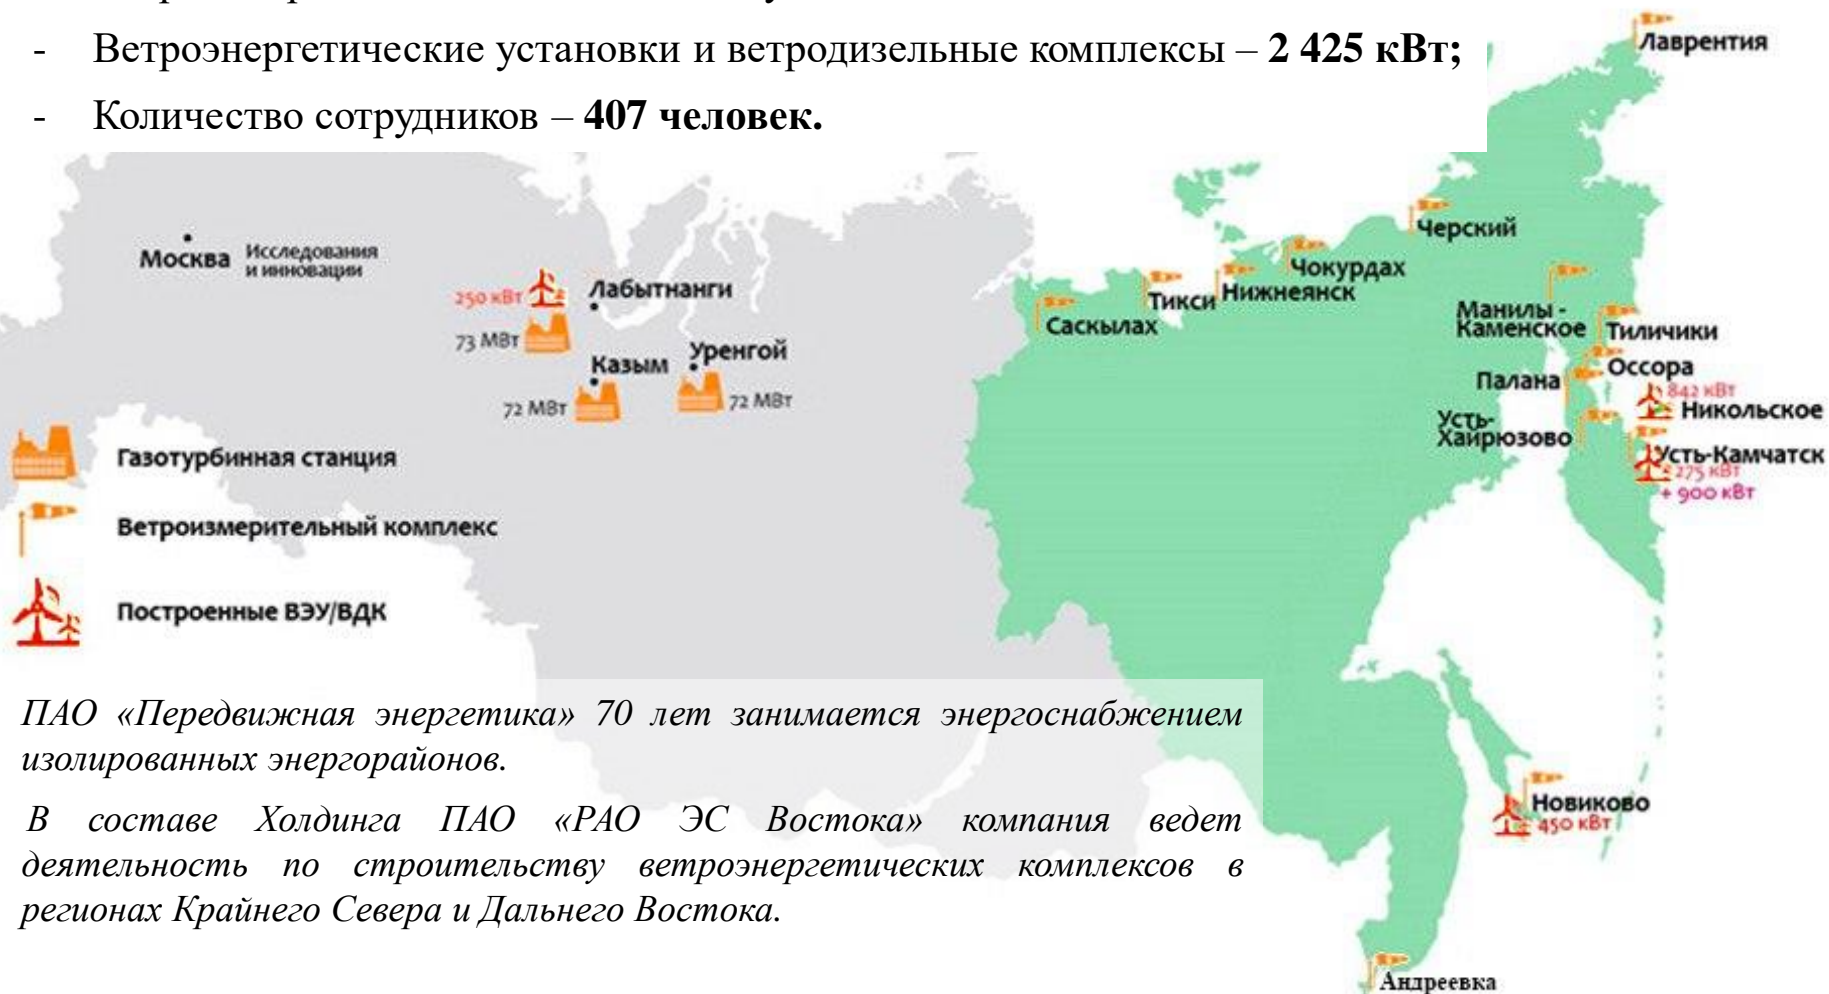 - Ветроэнергетические установки и ветродизельные комплексы – 2 425 кВт;
- Количество сотрудников – 407 человек.
Лаврентия
Черский
Москва
Исследования
и инновации
Чокурдах
250 кВт
Лабытнанги
Тикси
Нижнеянск
Саскылах
Манилы -
Каменское
Тиличики
73 МВт
Казым
Уренгой
Оссора
Палана
72 МВт
72 МВт
842 кВт
Никольское
Усть-
Хайрюзово
Усть-Камчатск
275 кВт
+ 900 кВт
Газотурбинная станция
Ветроизмерительный комплекс
Построенные ВЭУ/ВДК
ПАО «Передвижная энергетика» 70 лет занимается энергоснабжением
изолированных энергорайонов.
В составе Холдинга ПАО «РАО ЭС Востока» компания ведет
деятельность по строительству ветроэнергетических комплексов в
регионах Крайнего Севера и Дальнего Востока.
Новиково
450 кВт
Андреевка